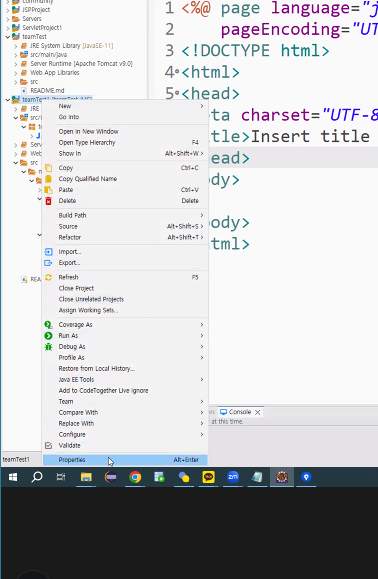 community
JSPProject
Servers
ServletProject1
teamTest
JRE System Library [JavaSE-11]
src/main/java
Server Runtime [Apache Tomcat v9.0]
Web App Libraries
src
README.md
teamTest1
JRE
src/
Serv
Web
src
REA
New
Go Into
Open in New Window
Open Type Hierarchy F4
Show In Alt+Shift+W >
Copy Ctrl+C
Copy Qualified Name
Paste Ctrl+V
Delete Delete
Build Path
Source Alt+Shift+S >
Refactor Alt+Shift+T >
Import...
Export...
Refresh F5
Close Project
Close Unrelated Projects
Assign Working Sets...
Coverage As
Run As
Debug As
Profile As
Restore from Local History...
Java EE Tools
Add to CodeTogether Live Ignore
Team
Compare With
Replace With
Configure
Validate
Properties Alt+Enter
teamTest1
1 <%@ page language="j
2 pageEncoding="UT
3 <!DOCTYPE html>
4 <html>
5 <head>
ta charset="UTF-8
itle>Insert title
ead>
ody>
ody>
tml>
ers Console
at this time.
zm